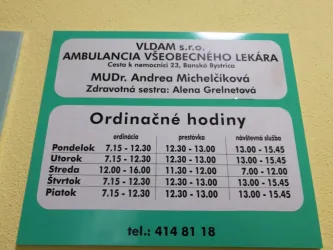 VLDAM s.r.o.
AMBULANCIA VŠEOBECNÉHO LEKÁRA
Cesta k nemocnici 23, Banská Bystrica
MUDr. Andrea Michelčíková
Zdravotná sestra: Alena Grelnetová
Ordinačné hodiny
ordinácia prestávka návštevná služba
Pondelok 7.15 - 12.30 12.30 - 13.00 13.00 - 15.45
Utorok 7.15 - 12.30 12.30 - 13.00 13.00 - 15.45
Streda 12.00 - 16.00 11.30 - 12.00 7.00 - 12.00
Štvrtok 7.15 - 12.30 12.30 - 13.00 13.00 - 15.45
Piatok 7.15 - 12.30 12.30 - 13.00 13.00 - 15.45
tel.: 414 81 18